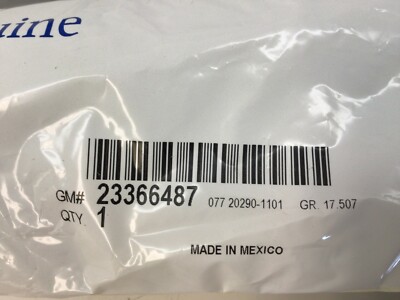 uine
GM# 23366487 077 20290-1101 GR. 17.507
QTY. 1
MADE IN MEXICO